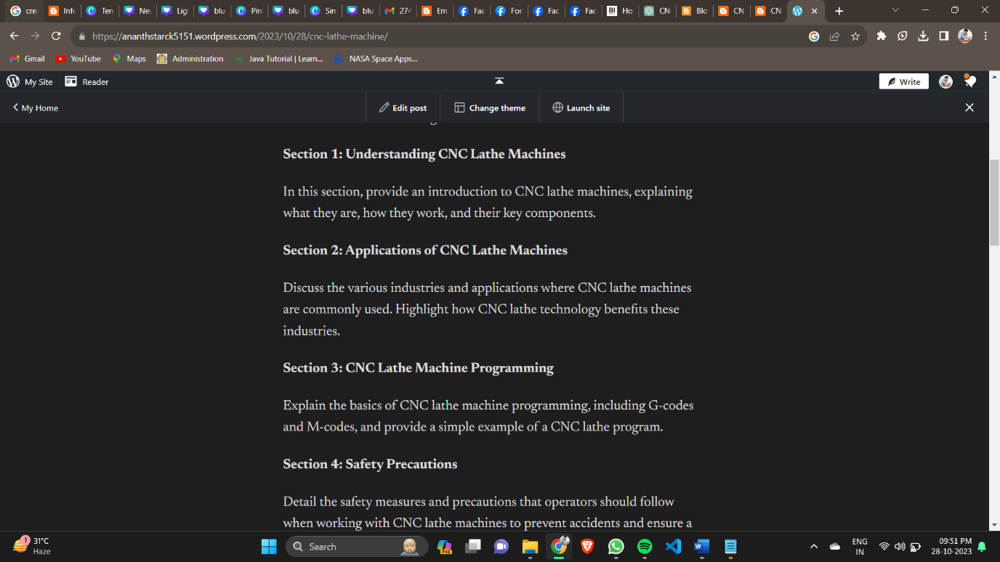 crea
Info
Ten
Nev
Ligl
blu
Pin
blu
Sin
blu
274
Em
Fac
For
Fac
Fac
Ho
CN
Blo
CN
CN
https://ananthstarck5151.wordpress.com/2023/10/28/cnc-lathe-machine/
Gmail YouTube Maps Administration Java Tutorial | Learn... NASA Space Apps...
My Site Reader Write
My Home Edit post Change theme Launch site
Section 1: Understanding CNC Lathe Machines
In this section, provide an introduction to CNC lathe machines, explaining
what they are, how they work, and their key components.
Section 2: Applications of CNC Lathe Machines
Discuss the various industries and applications where CNC lathe machines
are commonly used. Highlight how CNC lathe technology benefits these
industries.
Section 3: CNC Lathe Machine Programming
Explain the basics of CNC lathe machine programming, including G-codes
and M-codes, and provide a simple example of a CNC lathe program.
Section 4: Safety Precautions
Detail the safety measures and precautions that operators should follow
when working with CNC lathe machines to prevent accidents and ensure a
1 31°C
Haze
Search
PRE
ENG
IN
09:51 PM
28-10-2023